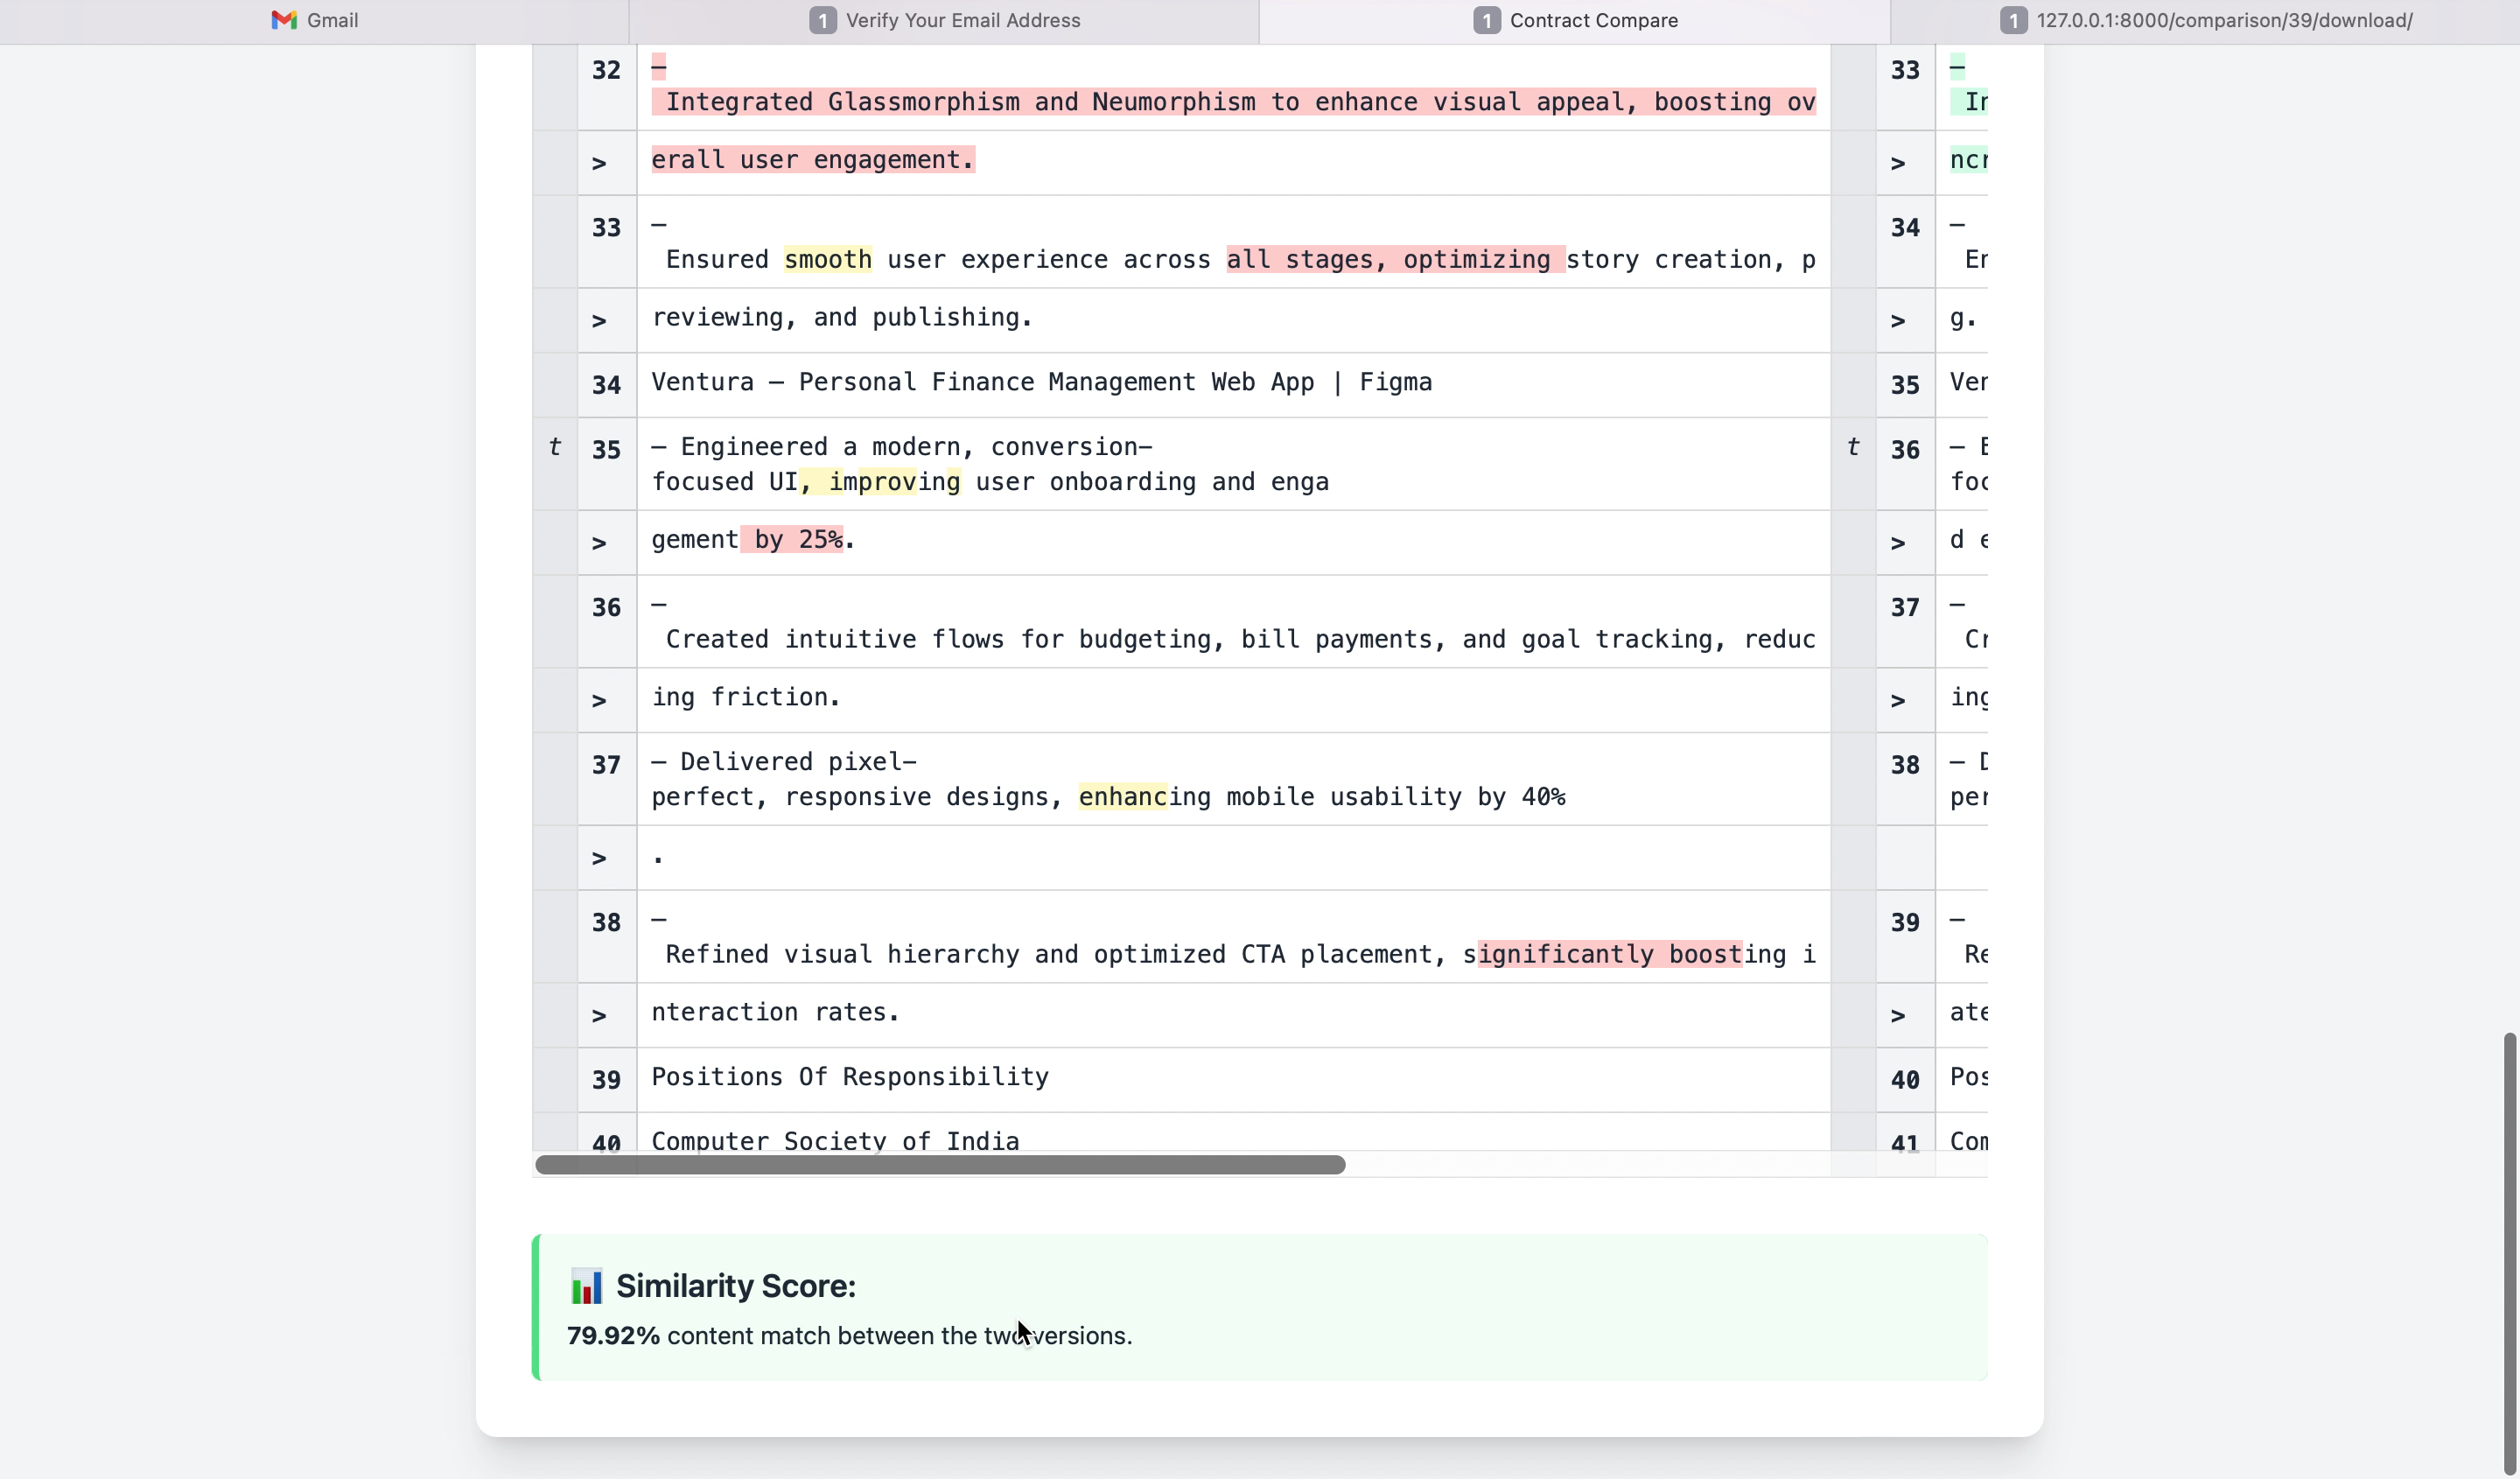 Gmail
1 Verify Your Email Address
1 Contract Compare
1 127.0.0.1:8000/comparison/39/download/
32 –
Integrated Glassmorphism and Neumorphism to enhance visual appeal, boosting ov
33 –
In
> erall user engagement.
> ncr
33 –
Ensured smooth user experience across all stages, optimizing story creation, p
34 –
En
> reviewing, and publishing.
> g.
34 Ventura – Personal Finance Management Web App | Figma
35 Ven
t 35 – Engineered a modern, conversion–
focused UI, improving user onboarding and enga
t 36 – E
foc
> gement by 25%.
> d e
36 –
Created intuitive flows for budgeting, bill payments, and goal tracking, reduc
37 –
Cr
> ing friction.
> ing
37 – Delivered pixel–
perfect, responsive designs, enhancing mobile usability by 40%
38 – D
per
> .
38 –
Refined visual hierarchy and optimized CTA placement, significantly boosting i
39 –
Re
> nteraction rates.
> ate
39 Positions Of Responsibility
40 Pos
40 Computer Society of India
41 Com
📊 Similarity Score:
79.92% content match between the two versions.